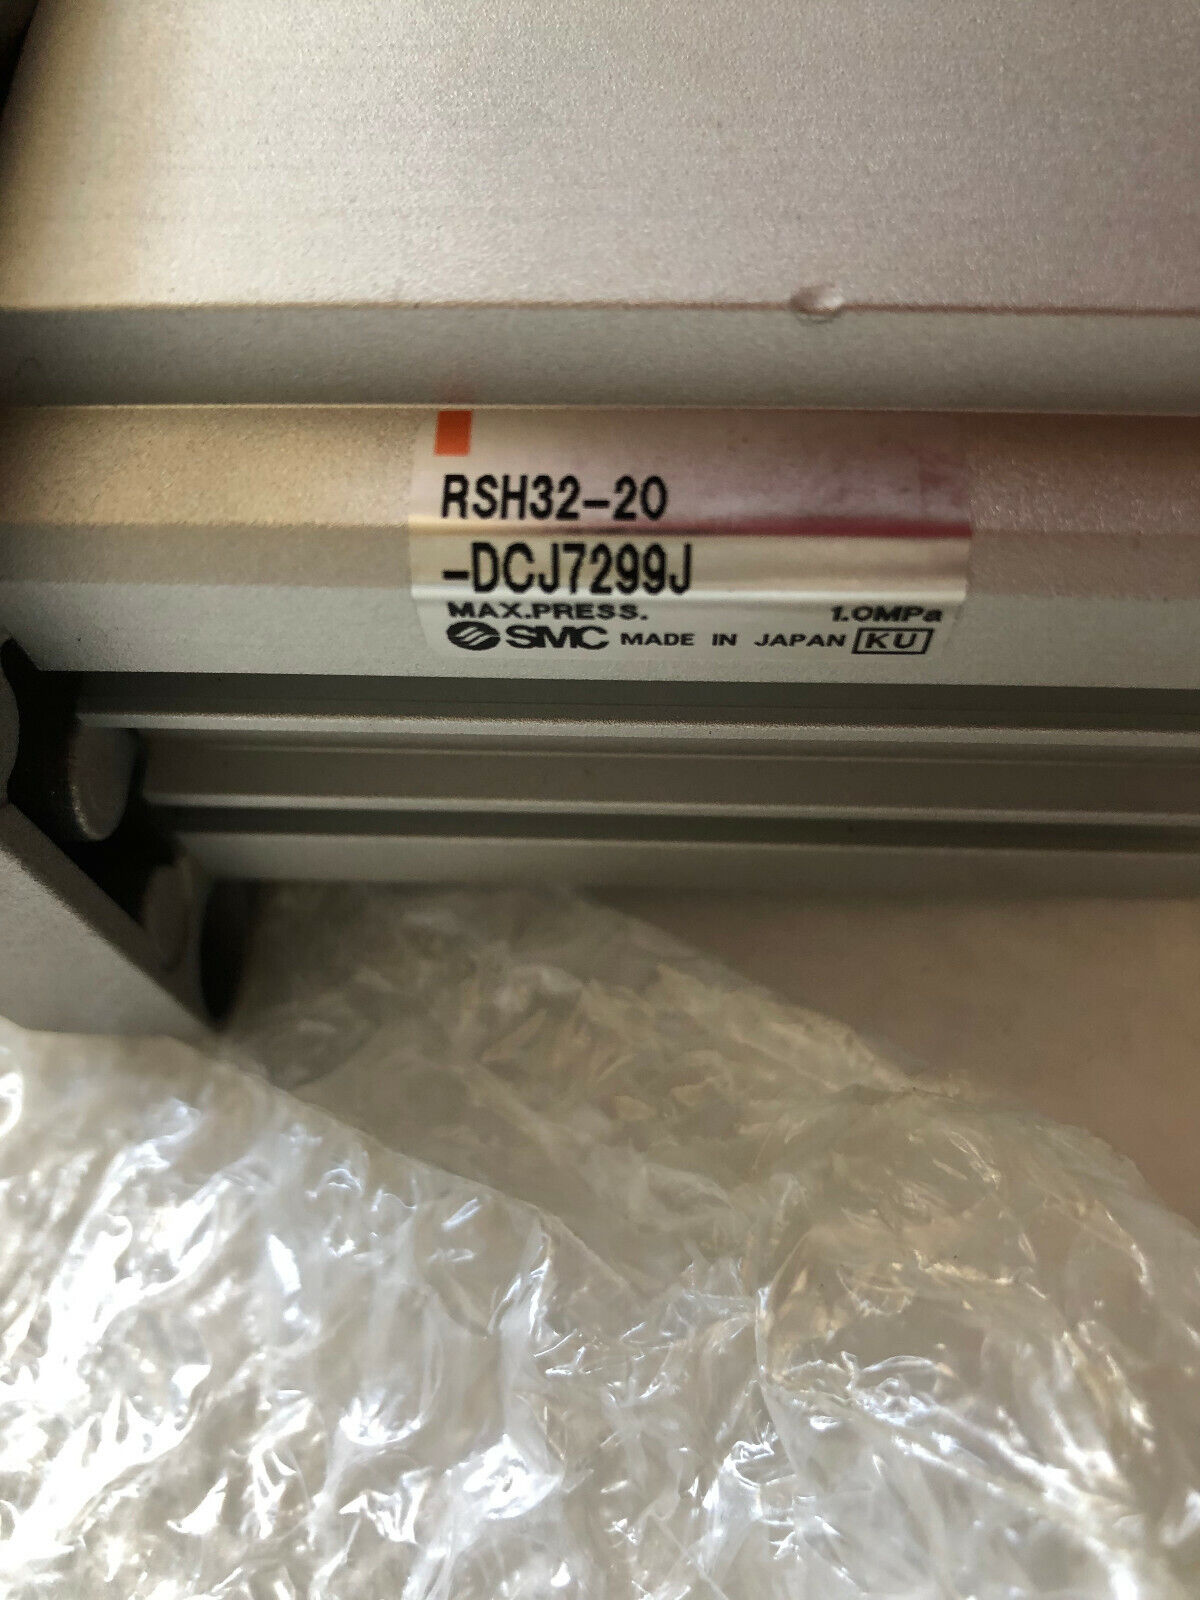 RSH32-20
-DCJ7299J
MAX.PRESS. 1.0MPa
SMC MADE IN JAPAN KU